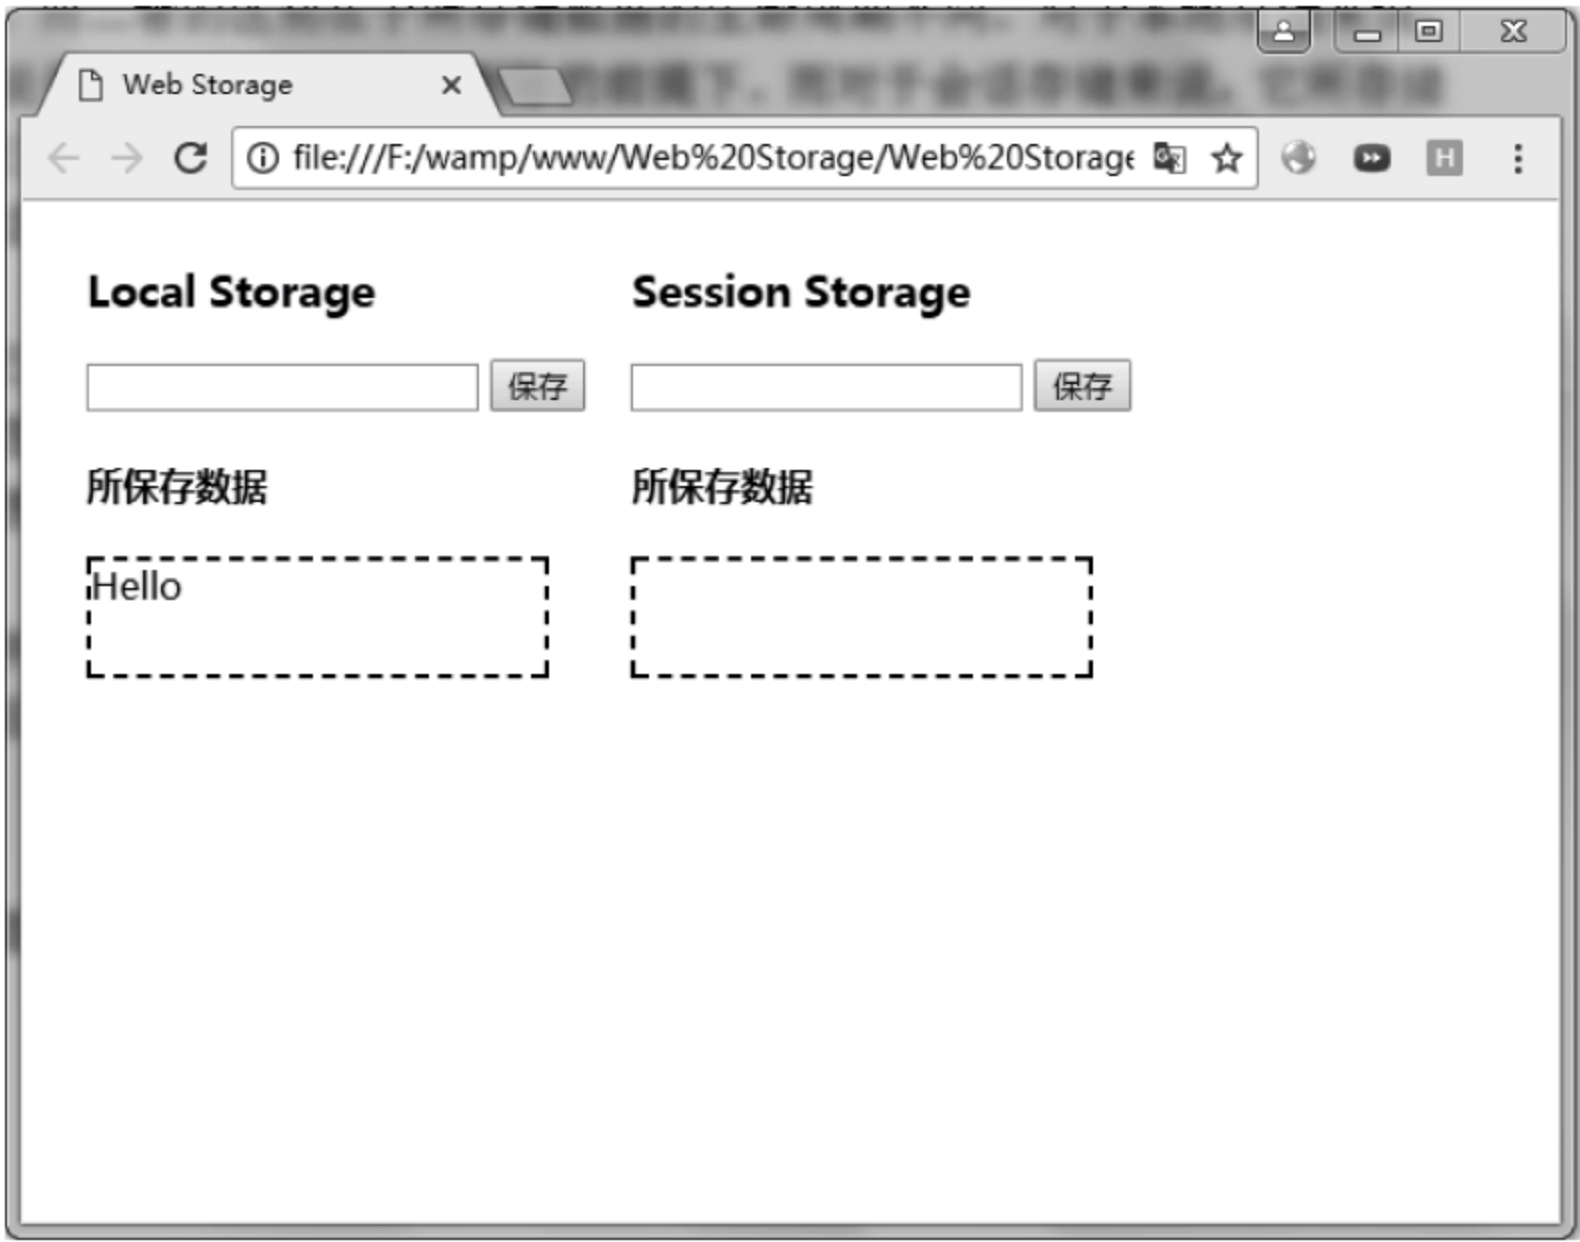 Web Storage
file:///F:/wamp/www/Web%20Storage/Web%20Storage
H
Local Storage
Session Storage
保存
保存
所保存数据
所保存数据
Hello